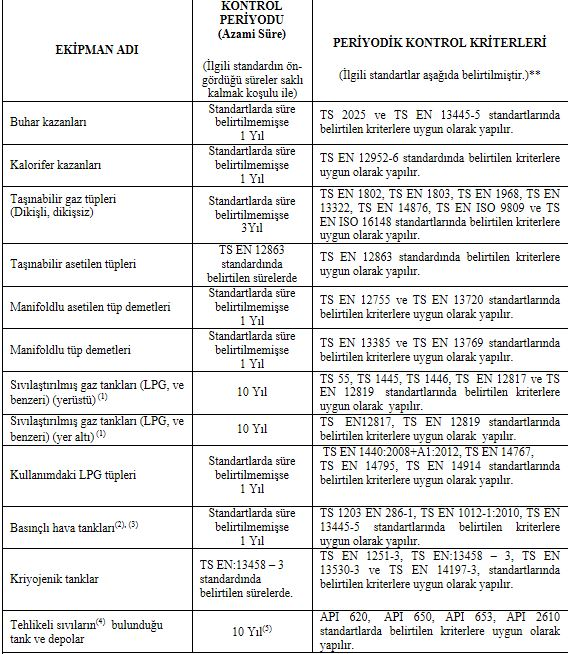 EKİPMAN ADI
KONTROL
PERİYODU
(Azami Süre)
(İlgili standardın ön-
gördüğü süreler saklı
kalmak koşulu ile)
PERİYODİK KONTROL KRİTERLERİ
(İlgili standartlar aşağıda belirtilmiştir.)**
Buhar kazanları
Standartlarda süre
belirtilmemişse
1 Yıl
TS 2025 ve TS EN 13445-5 standartlarında
belirtilen kriterlere uygun olarak yapılır.
Kalorifer kazanları
Standartlarda süre
belirtilmemişse
1 Yıl
TS EN 12952-6 standardında belirtilen kriterlere
uygun olarak yapılır.
Taşınabilir gaz tüpleri
(Dikişli, dikişsiz)
Standartlarda süre
belirtilmemişse
3Yıl
TS EN 1802, TS EN 1803, TS EN 1968, TS EN
13322, TS EN 14876, TS EN ISO 9809 ve TS
EN ISO 16148 standartlarında belirtilen kriterlere
uygun olarak yapılır.
Taşınabilir asetilen tüpleri
TS EN 12863
standardında
belirtilen sürelerde
TS EN 12863 standardında belirtilen kriterlere
uygun olarak yapılır.
Manifoldlu asetilen tüp demetleri
Standartlarda süre
belirtilmemişse
1 Yıl
TS EN 12755 ve TS EN 13720 standartlarında
belirtilen kriterlere uygun olarak yapılır.
Manifoldlu tüp demetleri
Standartlarda süre
belirtilmemişse
1 Yıl
TS EN 13385 ve TS EN 13769 standartlarında
belirtilen kriterlere uygun olarak yapılır.
Sıvılaştırılmış gaz tankları (LPG, ve
benzeri) (yerüstü) (1)
10 Yıl
TS 55, TS 1445, TS 1446, TS EN 12817 ve TS
EN 12819 standartlarında belirtilen kriterlere
uygun olarak yapılır.
Sıvılaştırılmış gaz tankları (LPG, ve
benzeri) (yer altı) (1)
10 Yıl
TS EN12817, TS EN 12819 standartlarında
belirtilen kriterlere uygun olarak yapılır.
Kullanımdaki LPG tüpleri
Standartlarda süre
belirtilmemişse
1 Yıl
TS EN 1440:2008+A1:2012, TS EN 14767,
TS EN 14795, TS EN 14914 standartlarında
belirtilen kriterlere uygun olarak yapılır.
Basınçlı hava tankları(2), (3)
Standartlarda süre
belirtilmemişse
1 Yıl
TS 1203 EN 286-1, TS EN 1012-1:2010, TS EN
13445-5 standartlarında belirtilen kriterlere
uygun olarak yapılır.
Kriyojenik tanklar
TS EN:13458 – 3
standardında
belirtilen sürelerde.
TS EN 1251-3, TS EN:13458 – 3, TS EN
13530-3 ve TS EN 14197-3, standartlarında
belirtilen kriterlere uygun olarak yapılır.
Tehlikeli sıvıların(4) bulunduğu
tank ve depolar
10 Yıl(5)
API 620, API 650, API 653, API 2610
standartlarda belirtilen kriterlere uygun olarak
yapılır.